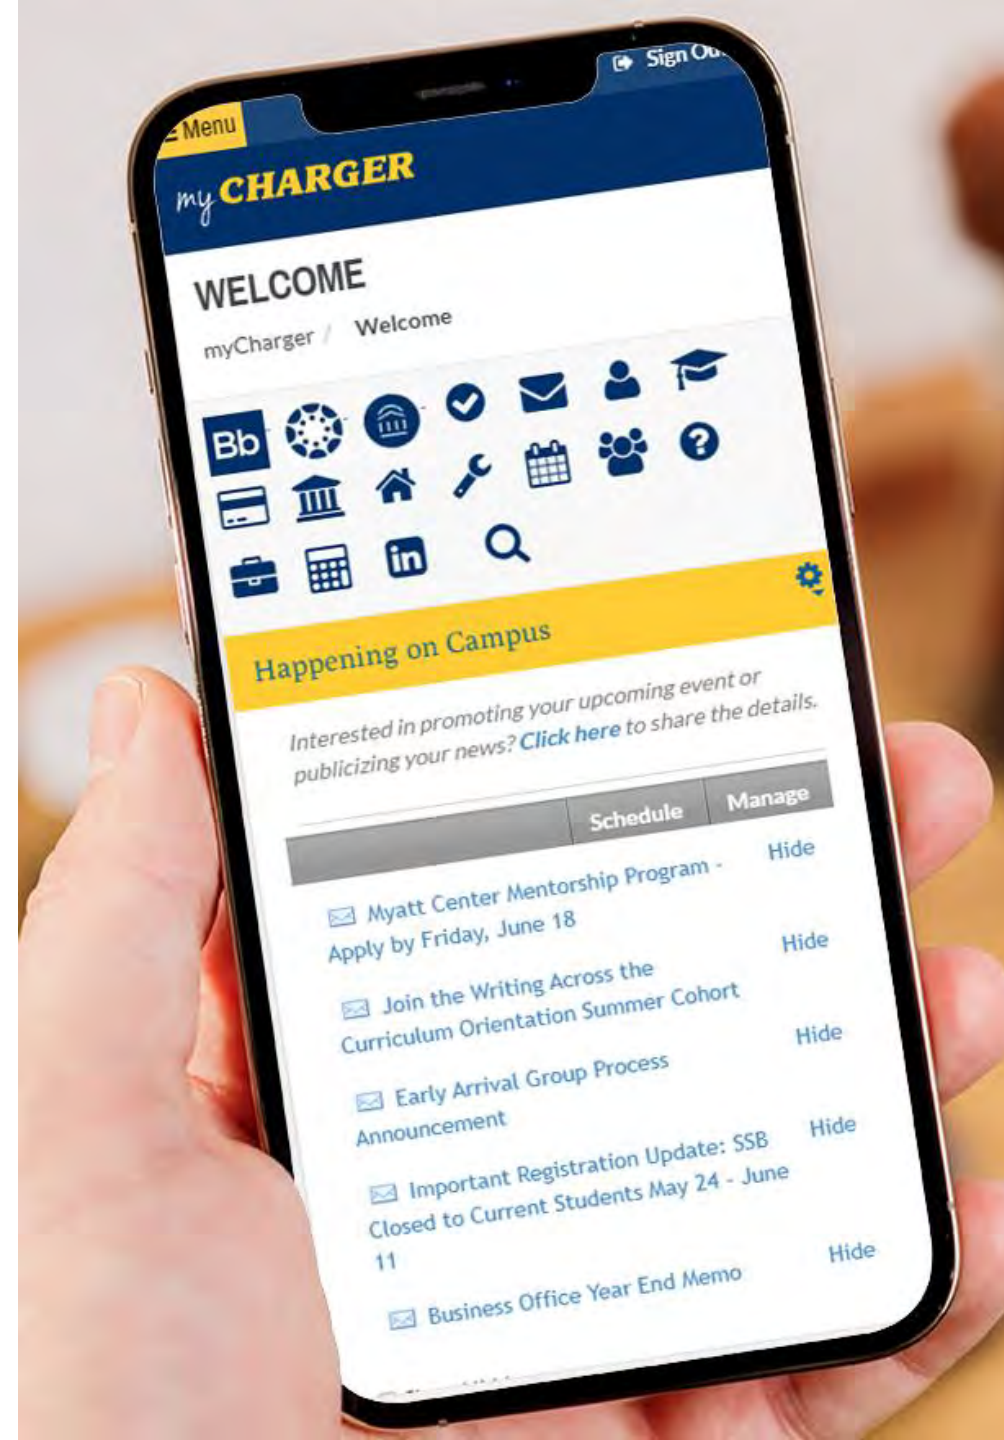 Menu
Sign Out
my CHARGER
WELCOME
myCharger / Welcome
Bb
in
Happening on Campus
Interested in promoting your upcoming event or
publicizing your news? Click here to share the details.
Schedule Manage
Myatt Center Mentorship Program - Hide
Apply by Friday, June 18
Join the Writing Across the Hide
Curriculum Orientation Summer Cohort
Early Arrival Group Process Hide
Announcement
Important Registration Update: SSB Hide
Closed to Current Students May 24 - June
11
Business Office Year End Memo Hide